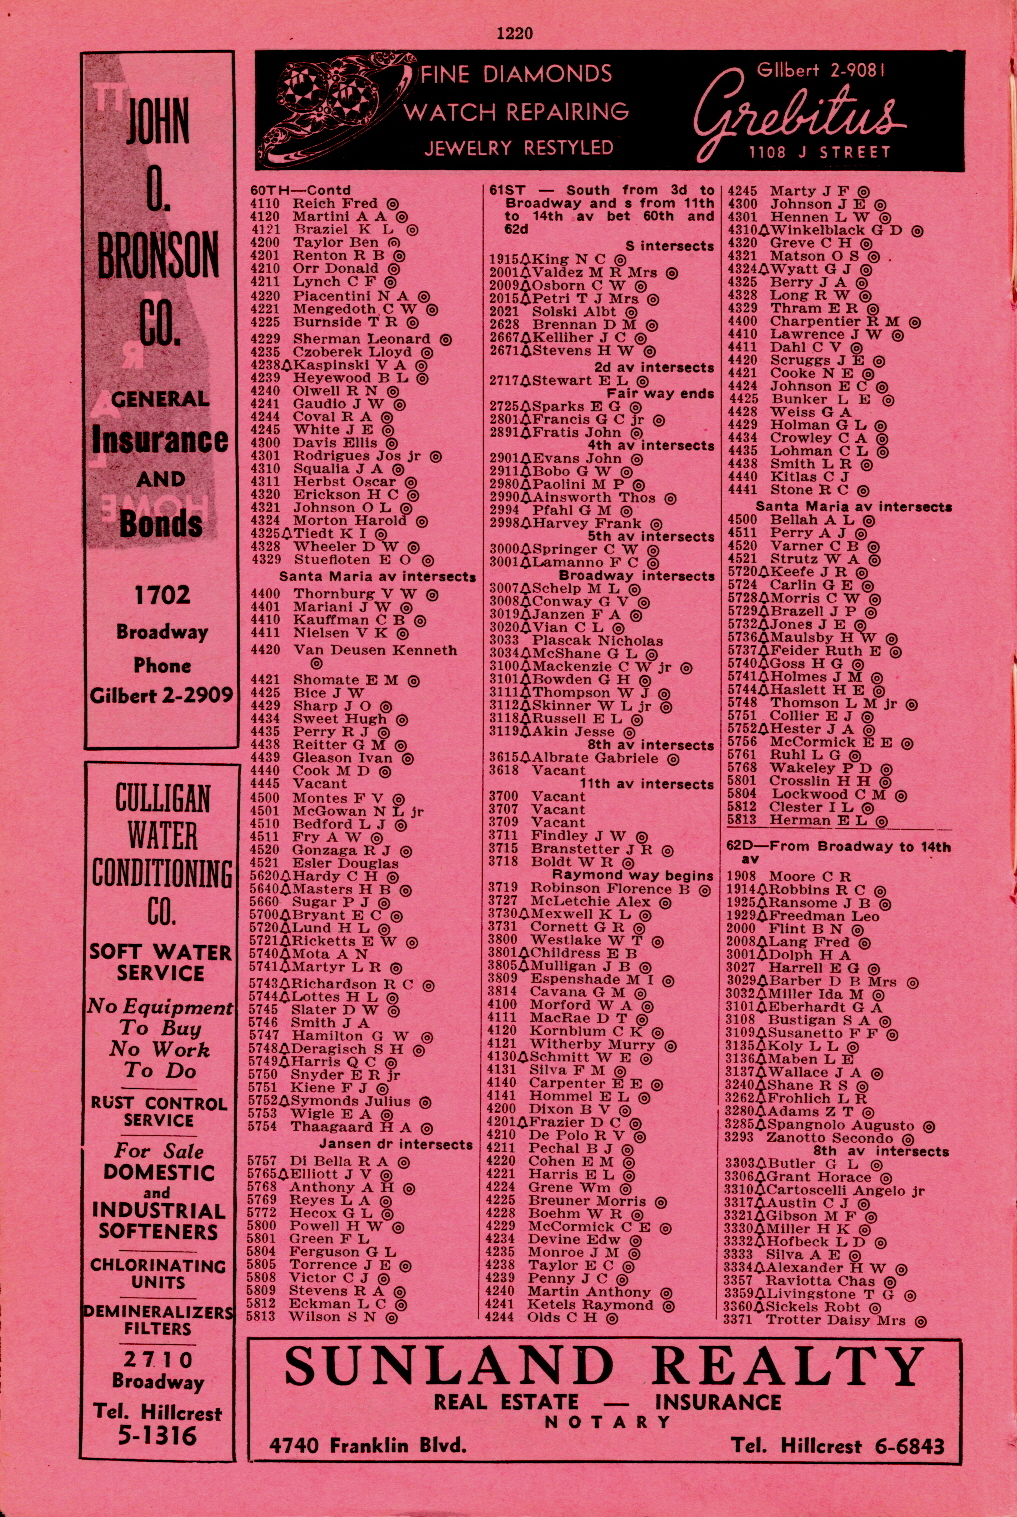 1220
JOHN
O.
BRONSON
CO.
GENERAL
Insurance
AND
Bonds
1702
Broadway
Phone
Gilbert 2-2909
CULLIGAN
WATER
CONDITIONING
CO.
SOFT WATER
SERVICE
No Equipment
To Buy
No Work
To Do
RUST CONTROL
SERVICE
For Sale
DOMESTIC
and
INDUSTRIAL
SOFTENERS
CHLORINATING
UNITS
DEMINERALIZERS
FILTERS
2710
Broadway
Tel. Hillcrest
5-1316
FINE DIAMONDS
WATCH REPAIRING
JEWELRY RESTYLED
GIlbert 2-9081
Grebitus
1108 J STREET
60TH—Contd
4110 Reich Fred ⊚
4120 Martini A A ⊚
4121 Braziel K L ⊚
4200 Taylor Ben ⊚
4201 Renton R B ⊚
4210 Orr Donald ⊚
4211 Lynch C F ⊚
4220 Piacentini N A ⊚
4221 Mengedoth C W ⊚
4225 Burnside T R ⊚
4229 Sherman Leonard ⊚
4235 Czoberek Lloyd ⊚
4238△Kaspinski V A ⊚
4239 Heyewood B L ⊚
4240 Olwell R N ⊚
4241 Gaudio J W ⊚
4244 Coval R A ⊚
4245 White J E ⊚
4300 Davis Ellis ⊚
4301 Rodrigues Jos jr ⊚
4310 Squalia J A ⊚
4311 Herbst Oscar ⊚
4320 Erickson H C ⊚
4321 Johnson O L ⊚
4324 Morton Harold ⊚
4325△Tiedt K I ⊚
4328 Wheeler D W ⊚
4329 Stuefloten E O ⊚
Santa Maria av intersects
4400 Thornburg V W ⊚
4401 Mariani J W ⊚
4410 Kauffman C B ⊚
4411 Nielsen V K ⊚
4420 Van Deusen Kenneth
⊚
4421 Shomate E M ⊚
4425 Bice J W
4429 Sharp J O ⊚
4434 Sweet Hugh ⊚
4435 Perry R J ⊚
4438 Reitter G M ⊚
4439 Gleason Ivan ⊚
4440 Cook M D ⊚
4445 Vacant
4500 Montes F V ⊚
4501 McGowan N L jr
4510 Bedford L J ⊚
4511 Fry A W ⊚
4520 Gonzaga R J ⊚
4521 Esler Douglas
5620△Hardy C H ⊚
5640△Masters H B ⊚
5660 Sugar P J ⊚
5700△Bryant E C ⊚
5720△Lund H L ⊚
5721△Ricketts E W ⊚
5740△Mota A N
5741△Martyr L R ⊚
5743△Richardson R C ⊚
5744△Lottes H L ⊚
5745 Slater D W ⊚
5746 Smith J A
5747 Hamilton G W ⊚
5748△Deragisch S H ⊚
5749△Harris Q C ⊚
5750 Snyder E R jr
5751 Kiene F J ⊚
5752△Symonds Julius ⊚
5753 Wigle E A ⊚
5754 Thaagaard H A ⊚
Jansen dr intersects
5757 Di Bella R A ⊚
5765△Elliott J V ⊚
5768 Anthony A H ⊚
5769 Reyes L A ⊚
5772 Hecox G L ⊚
5800 Powell H W ⊚
5801 Green F L
5804 Ferguson G L
5805 Torrence J E ⊚
5808 Victor C J ⊚
5809 Stevens R A ⊚
5812 Eckman L C ⊚
5813 Wilson S N ⊚
61ST — South from 3d to
Broadway and s from 11th
to 14th av bet 60th and
62d
S intersects
1915△King N C ⊚
2001△Valdez M R Mrs ⊚
2009△Osborn C W ⊚
2015△Petri T J Mrs ⊚
2021 Solski Albt ⊚
2628 Brennan D M ⊚
2667△Kelliher J C ⊚
2671△Stevens H W ⊚
2d av intersects
2717△Stewart E L ⊚
Fair way ends
2725△Sparks E G ⊚
2801△Francis G C jr ⊚
2891△Fratis John ⊚
4th av intersects
2901△Evans John ⊚
2911△Bobo G W ⊚
2980△Paolini M P ⊚
2990△Ainsworth Thos ⊚
2994 Pfahl G M ⊚
2998△Harvey Frank ⊚
5th av intersects
3000△Springer C W ⊚
3001△Lamanno F C ⊚
Broadway intersects
3007△Schelp M L ⊚
3008△Conway G V ⊚
3019△Janzen F A ⊚
3020△Vian C L ⊚
3033 Plascak Nicholas
3034△McShane G L ⊚
3100△Mackenzie C W jr ⊚
3101△Bowden G H ⊚
3111△Thompson W J ⊚
3112△Skinner W L jr ⊚
3118△Russell E L ⊚
3119△Akin Jesse ⊚
8th av intersects
3615△Albrate Gabriele ⊚
3618 Vacant
11th av intersects
3700 Vacant
3707 Vacant
3709 Vacant
3711 Findley J W ⊚
3715 Branstetter J R ⊚
3718 Boldt W R ⊚
Raymond way begins
3719 Robinson Florence B ⊚
3727 McLetchie Alex ⊚
3730△Mexwell K L ⊚
3731 Cornett G R ⊚
3800 Westlake W T ⊚
3801△Childress E B
3805△Mulligan J B ⊚
3809 Espenshade M I ⊚
3814 Cavana G M ⊚
4100 Morford W A ⊚
4111 MacRae D T ⊚
4120 Kornblum C K ⊚
4121 Witherby Murry ⊚
4130△Schmitt W E ⊚
4131 Silva F M ⊚
4140 Carpenter E E ⊚
4141 Hommel E L ⊚
4200 Dixon B V ⊚
4201△Frazier D C ⊚
4210 De Polo R V ⊚
4211 Pechal B J ⊚
4220 Cohen E M ⊚
4221 Harris E L ⊚
4224 Grene Wm ⊚
4225 Breuner Morris ⊚
4228 Boehm W R ⊚
4229 McCormick C E ⊚
4234 Devine Edw ⊚
4235 Monroe J M ⊚
4238 Taylor E C ⊚
4239 Penny J C ⊚
4240 Martin Anthony ⊚
4241 Ketels Raymond ⊚
4244 Olds C H ⊚
4245 Marty J F ⊚
4300 Johnson J E ⊚
4301 Hennen L W ⊚
4310△Winkelblack G D ⊚
4320 Greve C H ⊚
4321 Matson O S ⊚
4324△Wyatt G J ⊚
4325 Berry J A ⊚
4328 Long R W ⊚
4329 Thram E R ⊚
4400 Charpentier R M ⊚
4410 Lawrence J W ⊚
4411 Dahl C V ⊚
4420 Scruggs J E ⊚
4421 Cooke N E ⊚
4424 Johnson E C ⊚
4425 Bunker L E ⊚
4428 Weiss G A
4429 Holman G L ⊚
4434 Crowley C A ⊚
4435 Lohman C L ⊚
4438 Smith L R ⊚
4440 Kitlas C J
4441 Stone R C ⊚
Santa Maria av intersects
4500 Bellah A L ⊚
4511 Perry A J ⊚
4520 Varner C B ⊚
4521 Strutz W A ⊚
5720△Keefe J R ⊚
5724 Carlin G E ⊚
5728△Morris C W ⊚
5729△Brazell J P ⊚
5732△Jones J E ⊚
5736△Maulsby H W ⊚
5737△Feider Ruth E ⊚
5740△Goss H G ⊚
5741△Holmes J M ⊚
5744△Haslett H E ⊚
5748 Thomson L M jr ⊚
5751 Collier E J ⊚
5752△Hester J A ⊚
5756 McCormick E E ⊚
5761 Ruhl L G ⊚
5768 Wakeley P D ⊚
5801 Crosslin H H ⊚
5804 Lockwood C M ⊚
5812 Clester I L ⊚
5813 Herman E L ⊚
62D—From Broadway to 14th
av
1908 Moore C R
1914△Robbins R C ⊚
1925△Ransome J B ⊚
1929△Freedman Leo
2000 Flint B N ⊚
2008△Lang Fred ⊚
3001△Dolph H A
3027 Harrell E G ⊚
3029△Barber D B Mrs ⊚
3032△Miller Ida M ⊚
3101△Eberhardt G A
3108 Bustigan S A ⊚
3109△Susanetto F F ⊚
3135△Koly L L ⊚
3136△Maben L E
3137△Wallace J A ⊚
3240△Shane R S ⊚
3262△Frohlich L R
3280△Adams Z T ⊚
3285△Spangnolo Augusto ⊚
3293 Zanotto Secondo ⊚
8th av intersects
3303△Butler G L ⊚
3306△Grant Horace ⊚
3310△Cartoscelli Angelo jr
3317△Austin C J ⊚
3321△Gibson M F ⊚
3330△Miller H K ⊚
3332△Hofbeck L D ⊚
3333 Silva A E ⊚
3334△Alexander H W ⊚
3357 Raviotta Chas ⊚
3359△Livingstone T G ⊚
3360△Sickels Robt ⊚
3371 Trotter Daisy Mrs ⊚
SUNLAND REALTY
REAL ESTATE — INSURANCE
NOTARY
4740 Franklin Blvd.
Tel. Hillcrest 6-6843